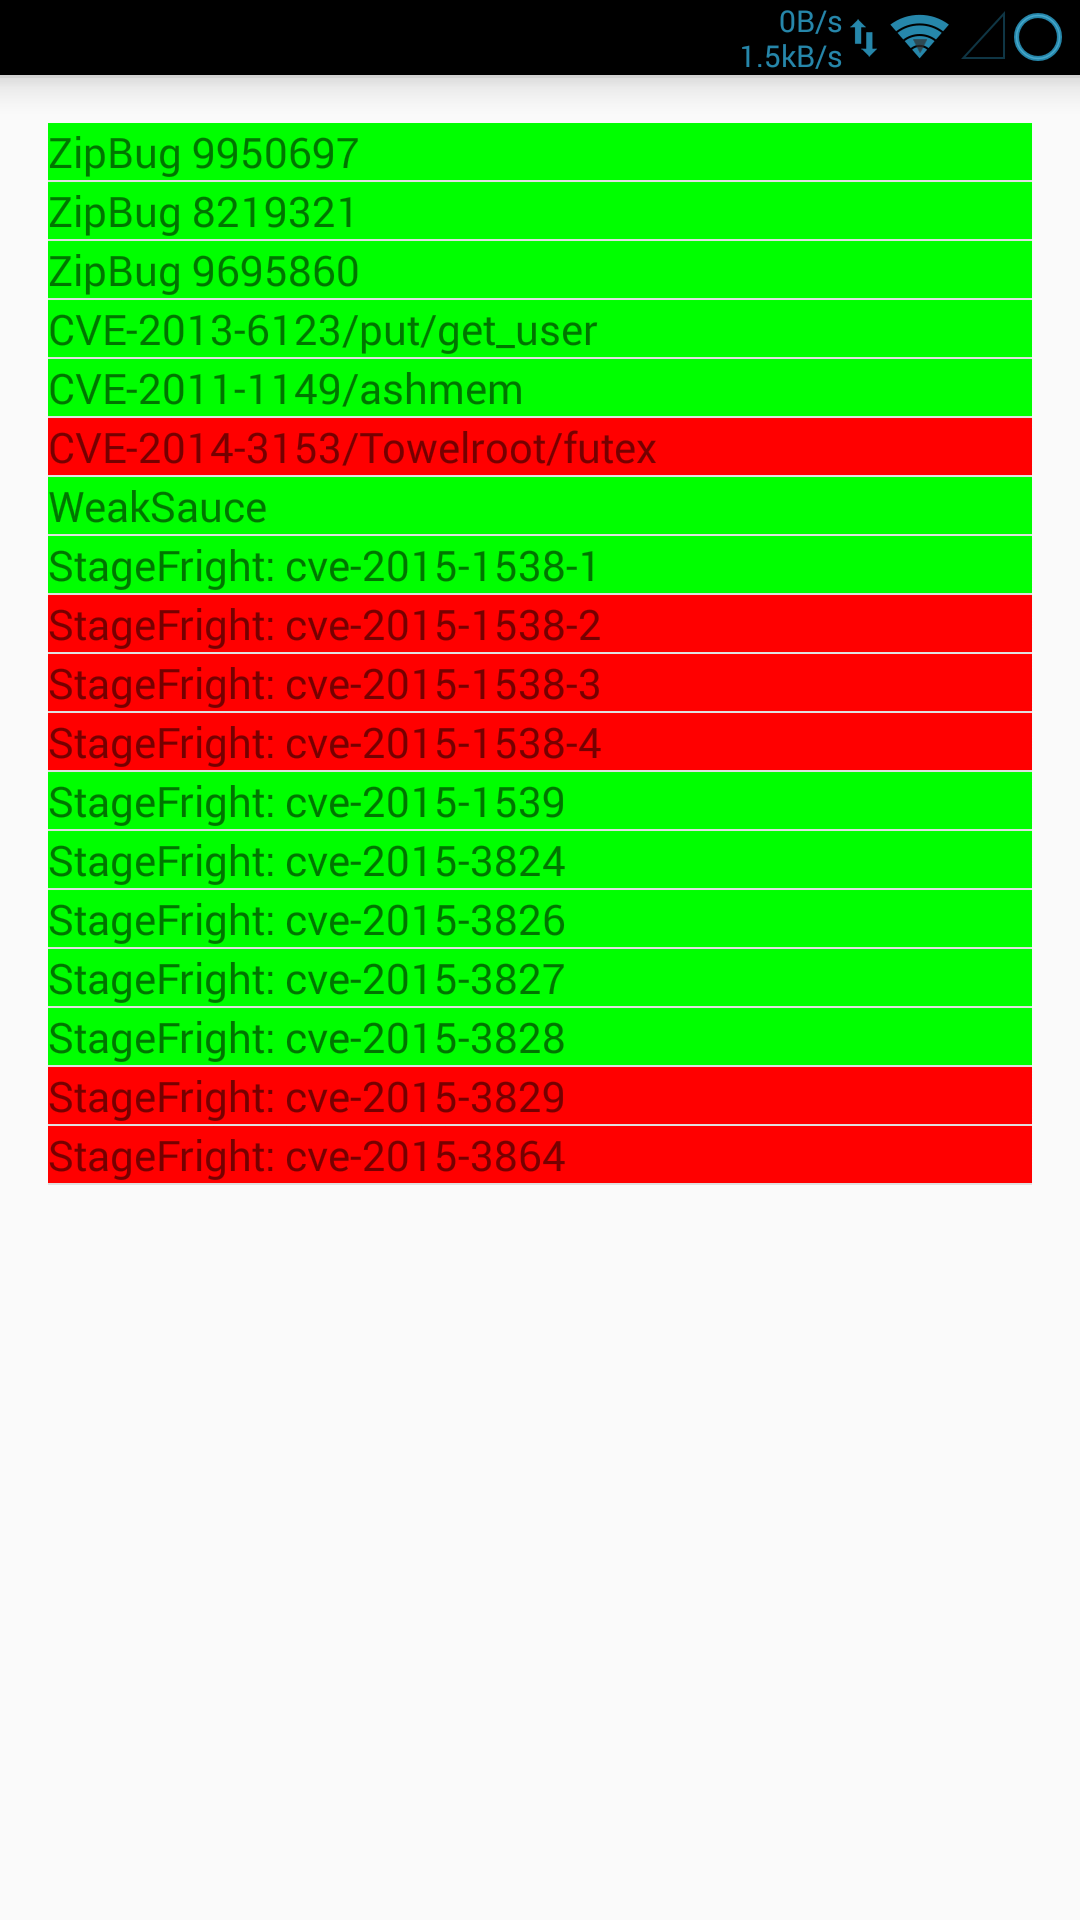 0B/s
1.5kB/s
ZipBug 9950697
ZipBug 8219321
ZipBug 9695860
CVE-2013-6123/put/get_user
CVE-2011-1149/ashmem
CVE-2014-3153/Towelroot/futex
WeakSauce
StageFright: cve-2015-1538-1
StageFright: cve-2015-1538-2
StageFright: cve-2015-1538-3
StageFright: cve-2015-1538-4
StageFright: cve-2015-1539
StageFright: cve-2015-3824
StageFright: cve-2015-3826
StageFright: cve-2015-3827
StageFright: cve-2015-3828
StageFright: cve-2015-3829
StageFright: cve-2015-3864